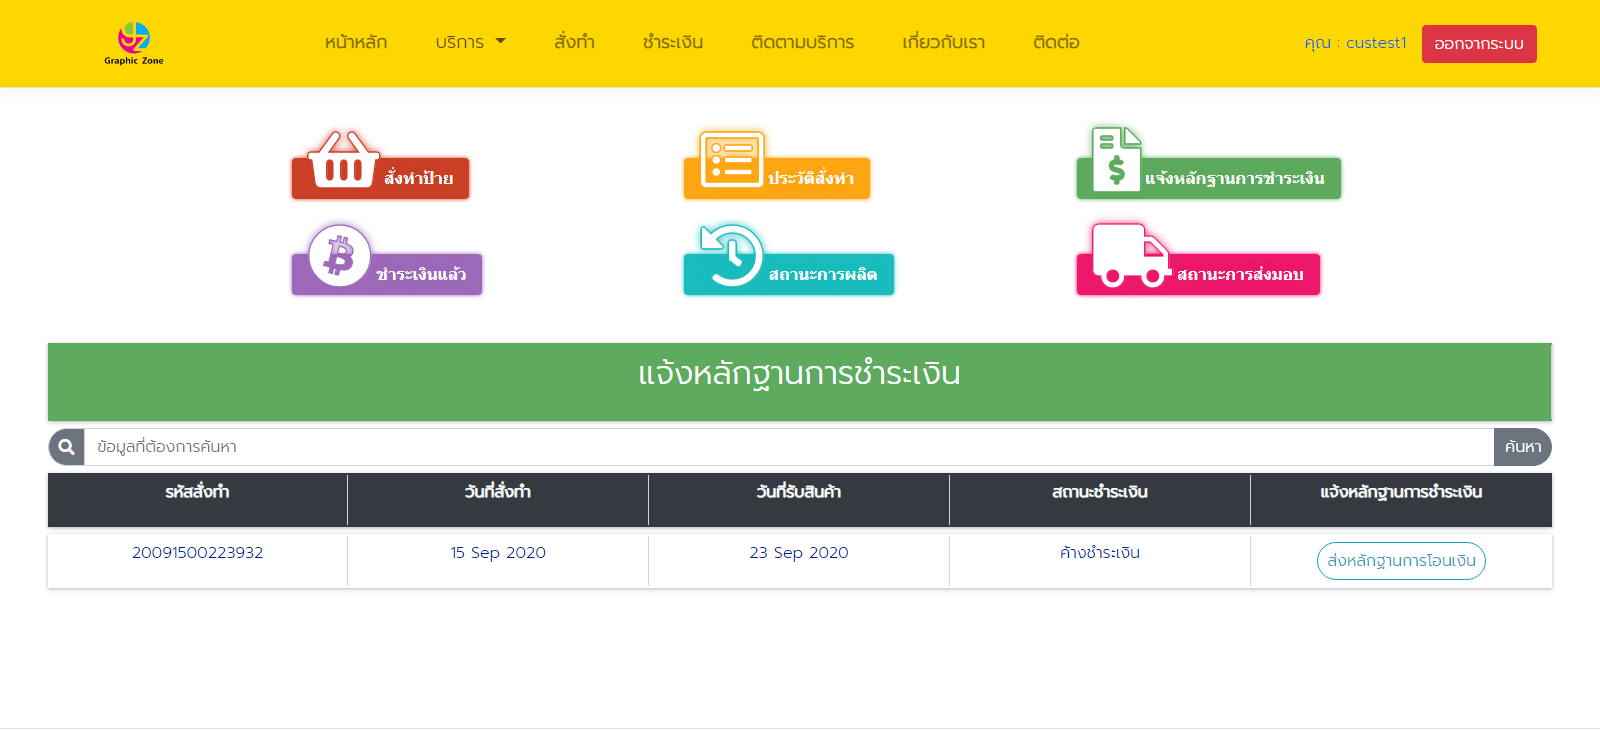 Graphic Zone
หน้าหลัก บริการ สั่งทำ ชำระเงิน ติดตามบริการ เกี่ยวกับเรา ติดต่อ คุณ : custest1 ออกจากระบบ
สั่งทำป้าย ประวัติสั่งทำ แจ้งหลักฐานการชำระเงิน
ชำระเงินแล้ว สถานะการผลิต สถานะการส่งมอบ
แจ้งหลักฐานการชำระเงิน
ข้อมูลที่ต้องการค้นหา ค้นหา
รหัสสั่งทำ วันที่สั่งทำ วันที่รับสินค้า สถานะชำระเงิน แจ้งหลักฐานการชำระเงิน
20091500223932 15 Sep 2020 23 Sep 2020 ค้างชำระเงิน ส่งหลักฐานการโอนเงิน